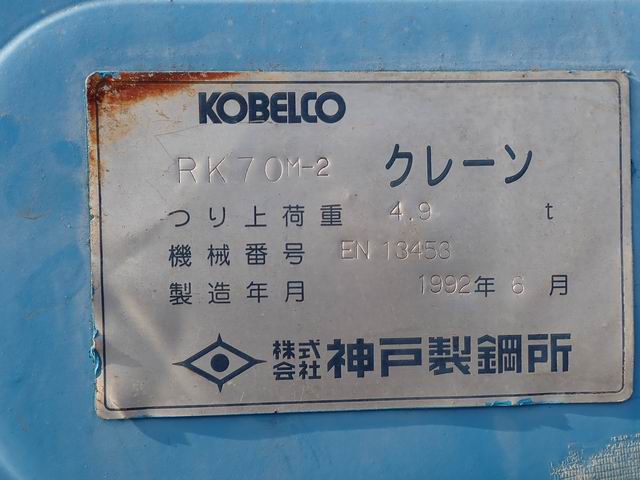 KOBELCO
RK70M-2 クレーン
つり上荷重 4.9 t
機械番号 EN 13453
製造年月 1992年 6 月
株式会社 神戸製鋼所